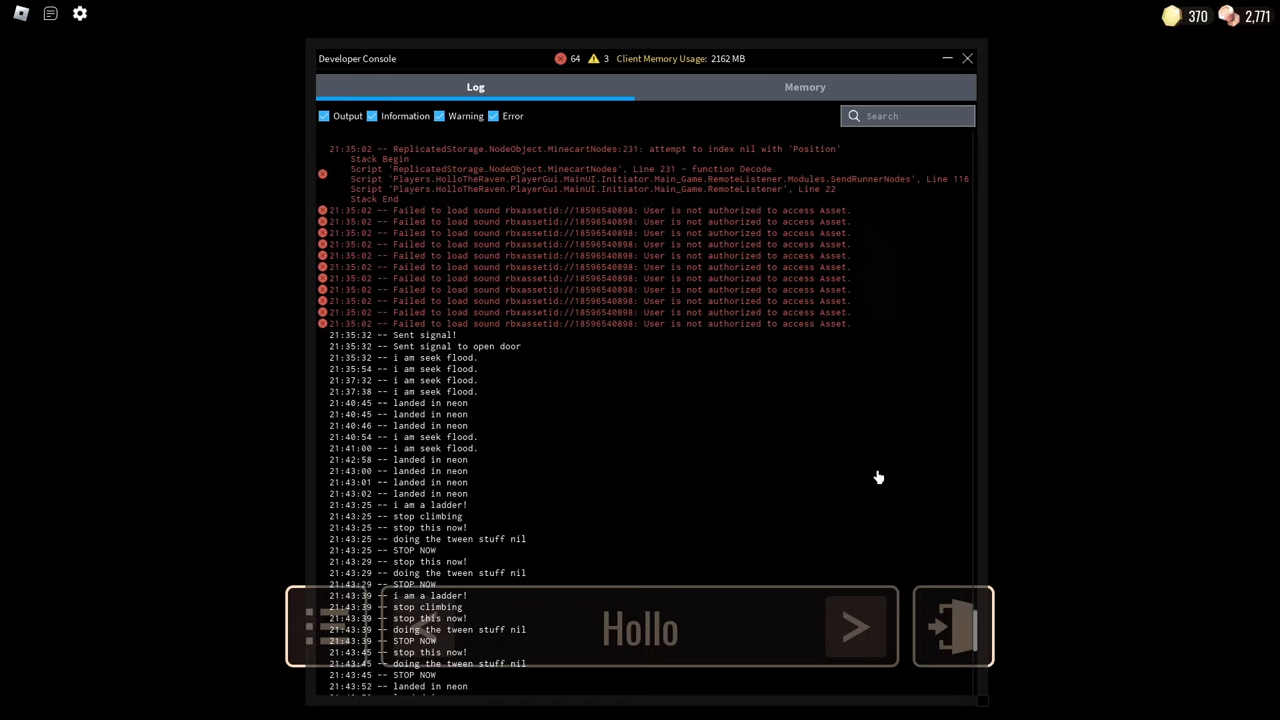 370
2,771
Developer Console
64
3
Client Memory Usage: 2162 MB
Log
Memory
Output
Information
Warning
Error
Search
21:35:02 -- ReplicatedStorage.NodeObject.MinecartNodes:231: attempt to index nil with 'Position'
Stack Begin
Script 'ReplicatedStorage.NodeObject.MinecartNodes', Line 231 - function Decode
Script 'Players.HolloTheRaven.PlayerGui.MainUI.Initiator.Main_Game.RemoteListener.Modules.SendRunnerNodes', Line 116
Script 'Players.HolloTheRaven.PlayerGui.MainUI.Initiator.Main_Game.RemoteListener', Line 22
Stack End
21:35:02 -- Failed to load sound rbxassetid://18596540898: User is not authorized to access Asset.
21:35:02 -- Failed to load sound rbxassetid://18596540898: User is not authorized to access Asset.
21:35:02 -- Failed to load sound rbxassetid://18596540898: User is not authorized to access Asset.
21:35:02 -- Failed to load sound rbxassetid://18596540898: User is not authorized to access Asset.
21:35:02 -- Failed to load sound rbxassetid://18596540898: User is not authorized to access Asset.
21:35:02 -- Failed to load sound rbxassetid://18596540898: User is not authorized to access Asset.
21:35:02 -- Failed to load sound rbxassetid://18596540898: User is not authorized to access Asset.
21:35:02 -- Failed to load sound rbxassetid://18596540898: User is not authorized to access Asset.
21:35:02 -- Failed to load sound rbxassetid://18596540898: User is not authorized to access Asset.
21:35:02 -- Failed to load sound rbxassetid://18596540898: User is not authorized to access Asset.
21:35:02 -- Failed to load sound rbxassetid://18596540898: User is not authorized to access Asset.
21:35:32 -- Sent signal!
21:35:32 -- Sent signal to open door
21:35:32 -- i am seek flood.
21:35:54 -- i am seek flood.
21:37:32 -- i am seek flood.
21:37:38 -- i am seek flood.
21:40:45 -- landed in neon
21:40:45 -- landed in neon
21:40:46 -- landed in neon
21:40:54 -- i am seek flood.
21:41:00 -- i am seek flood.
21:42:58 -- landed in neon
21:43:00 -- landed in neon
21:43:01 -- landed in neon
21:43:02 -- landed in neon
21:43:25 -- i am a ladder!
21:43:25 -- stop climbing
21:43:25 -- stop this now!
21:43:25 -- doing the tween stuff nil
21:43:25 -- STOP NOW
21:43:29 -- stop this now!
21:43:29 -- doing the tween stuff nil
21:43:29 -- STOP NOW
21:43:39 -- i am a ladder!
21:43:39 -- stop climbing
21:43:39 -- stop this now!
21:43:39 -- doing the tween stuff nil
21:43:39 -- STOP NOW
21:43:45 -- stop this now!
21:43:45 -- doing the tween stuff nil
21:43:45 -- STOP NOW
21:43:52 -- landed in neon
Hollo